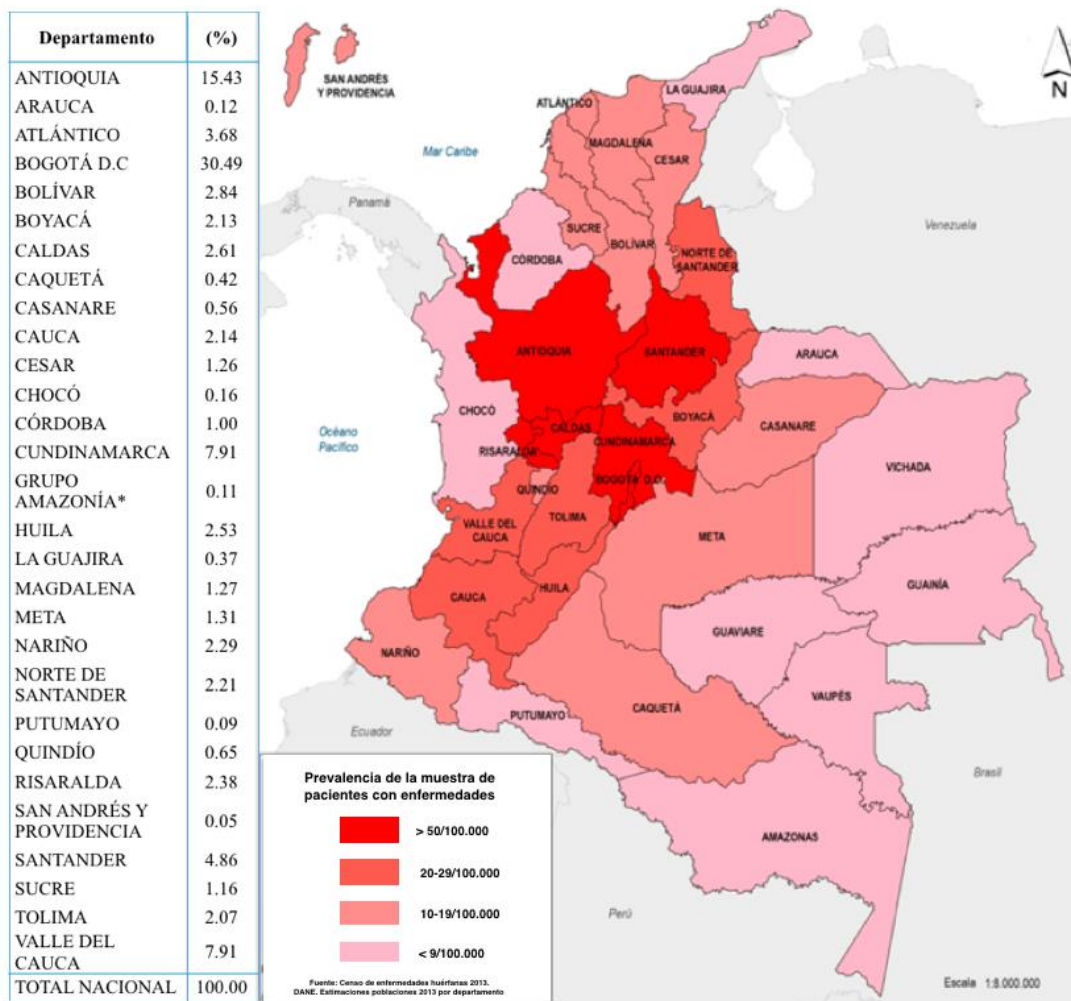 Departamento (%)
ANTIOQUIA 15.43
ARAUCA 0.12
ATLÁNTICO 3.68
BOGOTÁ D.C 30.49
BOLÍVAR 2.84
BOYACÁ 2.13
CALDAS 2.61
CAQUETÁ 0.42
CASANARE 0.56
CAUCA 2.14
CESAR 1.26
CHOCÓ 0.16
CÓRDOBA 1.00
CUNDINAMARCA 7.91
GRUPO
AMAZONÍA* 0.11
HUILA 2.53
LA GUAJIRA 0.37
MAGDALENA 1.27
META 1.31
NARIÑO 2.29
NORTE DE
SANTANDER 2.21
PUTUMAYO 0.09
QUINDÍO 0.65
RISARALDA 2.38
SAN ANDRÉS Y
PROVIDENCIA 0.05
SANTANDER 4.86
SUCRE 1.16
TOLIMA 2.07
VALLE DEL
CAUCA 7.91
TOTAL NACIONAL 100.00
SAN ANDRÉS
Y PROVIDENCIA
N
LA GUAJIRA
ATLÁNTICO
MAGDALENA
Mar Caribe
CESAR
Panamá
Venezuela
SUCRE
BOLÍVAR
CÓRDOBA
NORTE DE
SANTANDER
ANTIOQUIA
SANTANDER
ARAUCA
CHOCÓ
BOYACÁ
CASANARE
CALDAS
Océano
Pacífico
CUNDINAMARCA
RISARALDA
VICHADA
BOGOTÁ D.C.
QUINDÍO
TOLIMA
VALLE DEL
CAUCA
META
GUAINÍA
HUILA
CAUCA
GUAVIARE
NARIÑO
VAUPÉS
CAQUETÁ
PUTUMAYO
Ecuador
Brasil
AMAZONAS
Perú
Prevalencia de la muestra de
pacientes con enfermedades
> 50/100.000
20-29/100.000
10-19/100.000
< 9/100.000
Fuente: Censo de enfermedades huérfanas 2013.
DANE. Estimaciones poblaciones 2013 por departamento
Escala 1:8.000.000